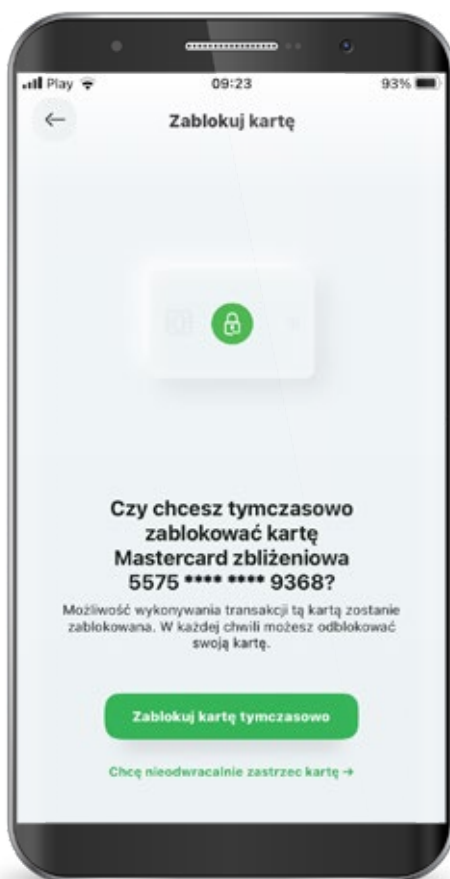 Play 09:23 93%
Zablokuj kartę
Czy chcesz tymczasowo
zablokować kartę
Mastercard zbliżeniowa
5575 **** **** 9368?
Możliwość wykonywania transakcji tą kartą zostanie
zablokowana. W każdej chwili możesz odblokować
swoją kartę.
Zablokuj kartę tymczasowo
Chcę nieodwracalnie zastrzec kartę →